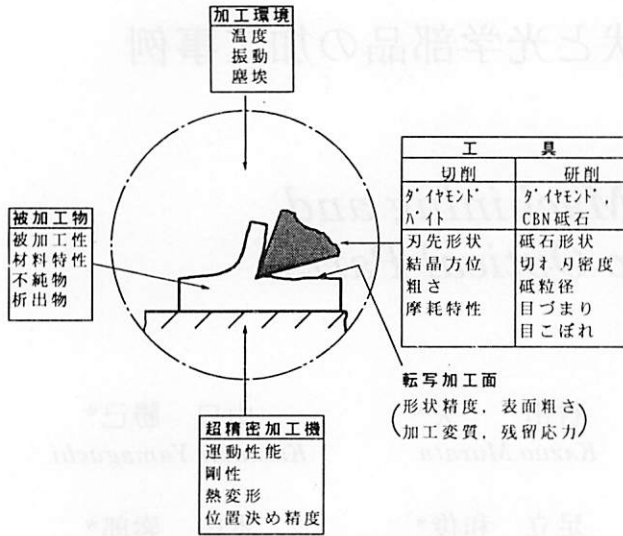 加工環境
温度
振動
塵埃
工 具
切削 研削
ダイヤモンド ダイヤモンド・
バイト CBN砥石
刃先形状 砥石形状
結晶方位 切れ刃密度
粗さ 砥粒径
摩耗特性 目づまり
目こぼれ
被加工物
被加工性
材料特性
不純物
析出物
転写加工面
(形状精度，表面粗さ
加工変質，残留応力)
超精密加工機
運動性能
剛性
熱変形
位置決め精度